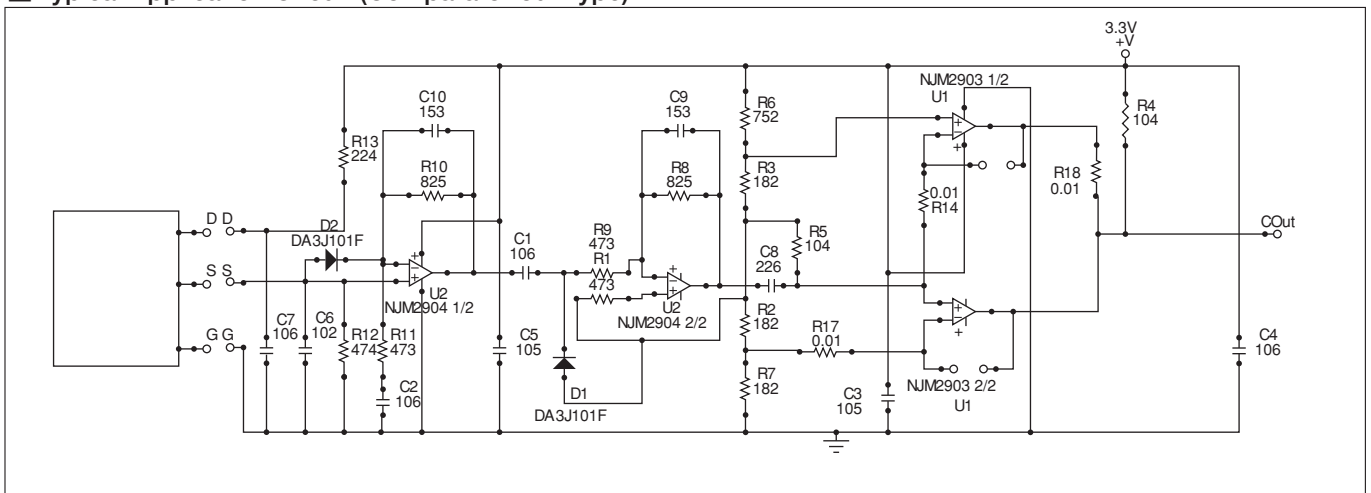 3.3V
+V
NJM2903 1/2
U1
C10
153
C9
153
R6
752
R4
104
R13
224
R10
825
R8
825
R3
182
R18
0.01
0.01
R14
D D
D2
DA3J101F
C1
106
R9
473
R1
473
R5
104
C8
226
COut
S S
U2
NJM2904 1/2
U2
NJM2904 2/2
G G
C7
106
C6
102
R12
474
R11
473
C5
105
R2
182
R17
0.01
C4
106
C2
106
D1
DA3J101F
R7
182
C3
105
NJM2903 2/2
U1